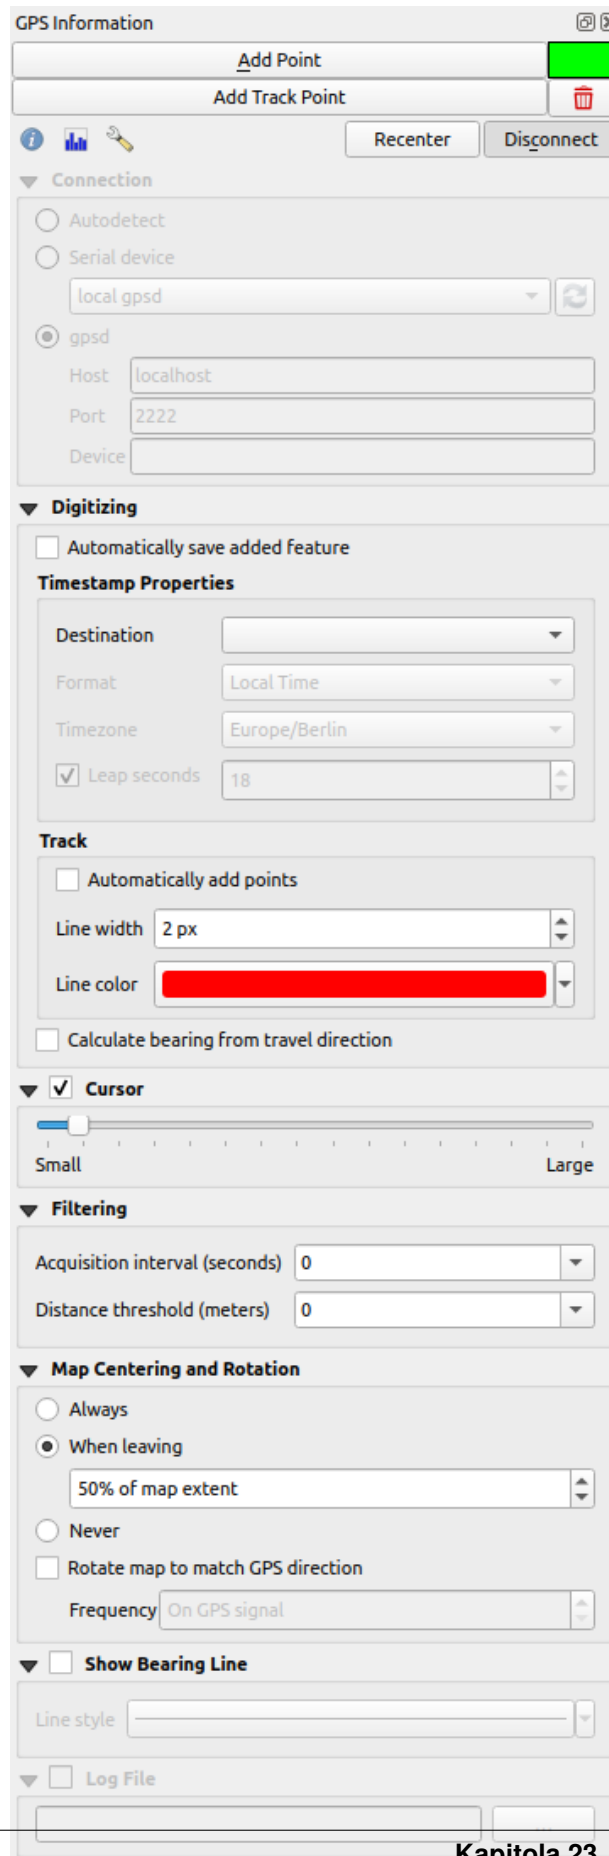 GPS Information
Add Point
Add Track Point
Recenter
Disconnect
Connection
Autodetect
Serial device
local gpsd
gpsd
Host localhost
Port 2222
Device
Digitizing
Automatically save added feature
Timestamp Properties
Destination
Format Local Time
Timezone Europe/Berlin
Leap seconds 18
Track
Automatically add points
Line width 2 px
Line color
Calculate bearing from travel direction
Cursor
Small Large
Filtering
Acquisition interval (seconds) 0
Distance threshold (meters) 0
Map Centering and Rotation
Always
When leaving
50% of map extent
Never
Rotate map to match GPS direction
Frequency On GPS signal
Show Bearing Line
Line style
Log File
...
Kapitola 23